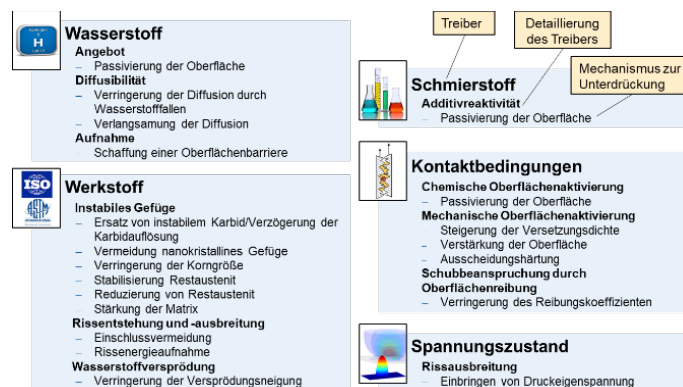 H
Wasserstoff
Angebot
– Passivierung der Oberfläche
Diffusibilität
– Verringerung der Diffusion durch
Wasserstofffallen
– Verlangsamung der Diffusion
Aufnahme
– Schaffung einer Oberflächenbarriere
ISO
ASTM
Werkstoff
Instabiles Gefüge
– Ersatz von instabilem Karbid/Verzögerung der
Karbidauflösung
– Vermeidung nanokristallines Gefüge
– Verringerung der Korngröße
– Stabilisierung Restaustenit
– Reduzierung von Restaustenit
– Stärkung der Matrix
Rissentstehung und -ausbreitung
– Einschlussvermeidung
– Rissenergieaufnahme
Wasserstoffversprödung
– Verringerung der Versprödungsneigung
Treiber
Detaillierung
des Treibers
Mechanismus zur
Unterdrückung
Schmierstoff
Additivreaktivität
– Passivierung der Oberfläche
Kontaktbedingungen
Chemische Oberflächenaktivierung
– Passivierung der Oberfläche
Mechanische Oberflächenaktivierung
– Steigerung der Versetzungsdichte
– Verstärkung der Oberfläche
– Ausscheidungshärtung
Schubbeanspruchung durch
Oberflächenreibung
– Verringerung des Reibungskoeffizienten
Spannungszustand
Rissausbreitung
– Einbringen von Druckeigenspannung